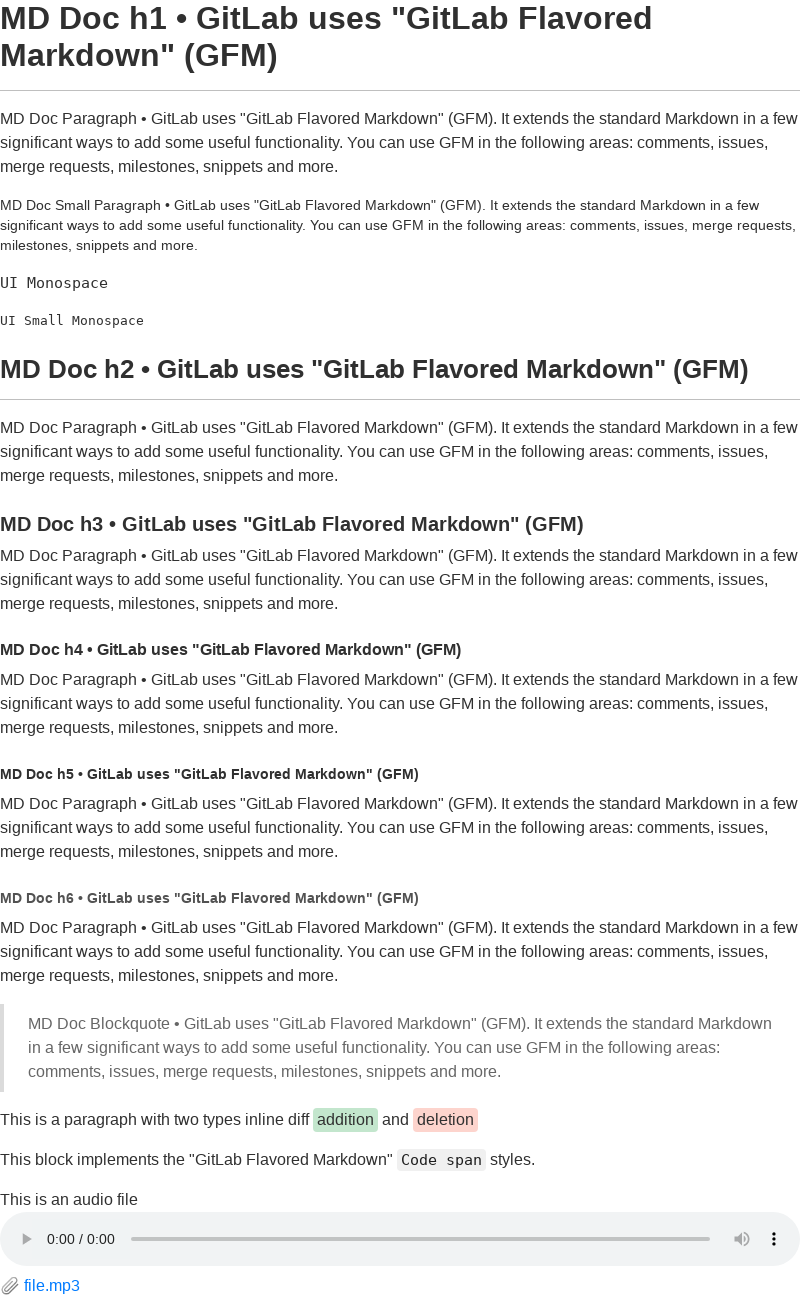 MD Doc h1 • GitLab uses "GitLab Flavored
Markdown" (GFM)
MD Doc Paragraph • GitLab uses "GitLab Flavored Markdown" (GFM). It extends the standard Markdown in a few
significant ways to add some useful functionality. You can use GFM in the following areas: comments, issues,
merge requests, milestones, snippets and more.
MD Doc Small Paragraph • GitLab uses "GitLab Flavored Markdown" (GFM). It extends the standard Markdown in a few
significant ways to add some useful functionality. You can use GFM in the following areas: comments, issues, merge requests,
milestones, snippets and more.
UI Monospace
UI Small Monospace
MD Doc h2 • GitLab uses "GitLab Flavored Markdown" (GFM)
MD Doc Paragraph • GitLab uses "GitLab Flavored Markdown" (GFM). It extends the standard Markdown in a few
significant ways to add some useful functionality. You can use GFM in the following areas: comments, issues,
merge requests, milestones, snippets and more.
MD Doc h3 • GitLab uses "GitLab Flavored Markdown" (GFM)
MD Doc Paragraph • GitLab uses "GitLab Flavored Markdown" (GFM). It extends the standard Markdown in a few
significant ways to add some useful functionality. You can use GFM in the following areas: comments, issues,
merge requests, milestones, snippets and more.
MD Doc h4 • GitLab uses "GitLab Flavored Markdown" (GFM)
MD Doc Paragraph • GitLab uses "GitLab Flavored Markdown" (GFM). It extends the standard Markdown in a few
significant ways to add some useful functionality. You can use GFM in the following areas: comments, issues,
merge requests, milestones, snippets and more.
MD Doc h5 • GitLab uses "GitLab Flavored Markdown" (GFM)
MD Doc Paragraph • GitLab uses "GitLab Flavored Markdown" (GFM). It extends the standard Markdown in a few
significant ways to add some useful functionality. You can use GFM in the following areas: comments, issues,
merge requests, milestones, snippets and more.
MD Doc h6 • GitLab uses "GitLab Flavored Markdown" (GFM)
MD Doc Paragraph • GitLab uses "GitLab Flavored Markdown" (GFM). It extends the standard Markdown in a few
significant ways to add some useful functionality. You can use GFM in the following areas: comments, issues,
merge requests, milestones, snippets and more.
MD Doc Blockquote • GitLab uses "GitLab Flavored Markdown" (GFM). It extends the standard Markdown
in a few significant ways to add some useful functionality. You can use GFM in the following areas:
comments, issues, merge requests, milestones, snippets and more.
This is a paragraph with two types inline diff addition and deletion
This block implements the "GitLab Flavored Markdown" Code span styles.
This is an audio file
0:00 / 0:00
file.mp3